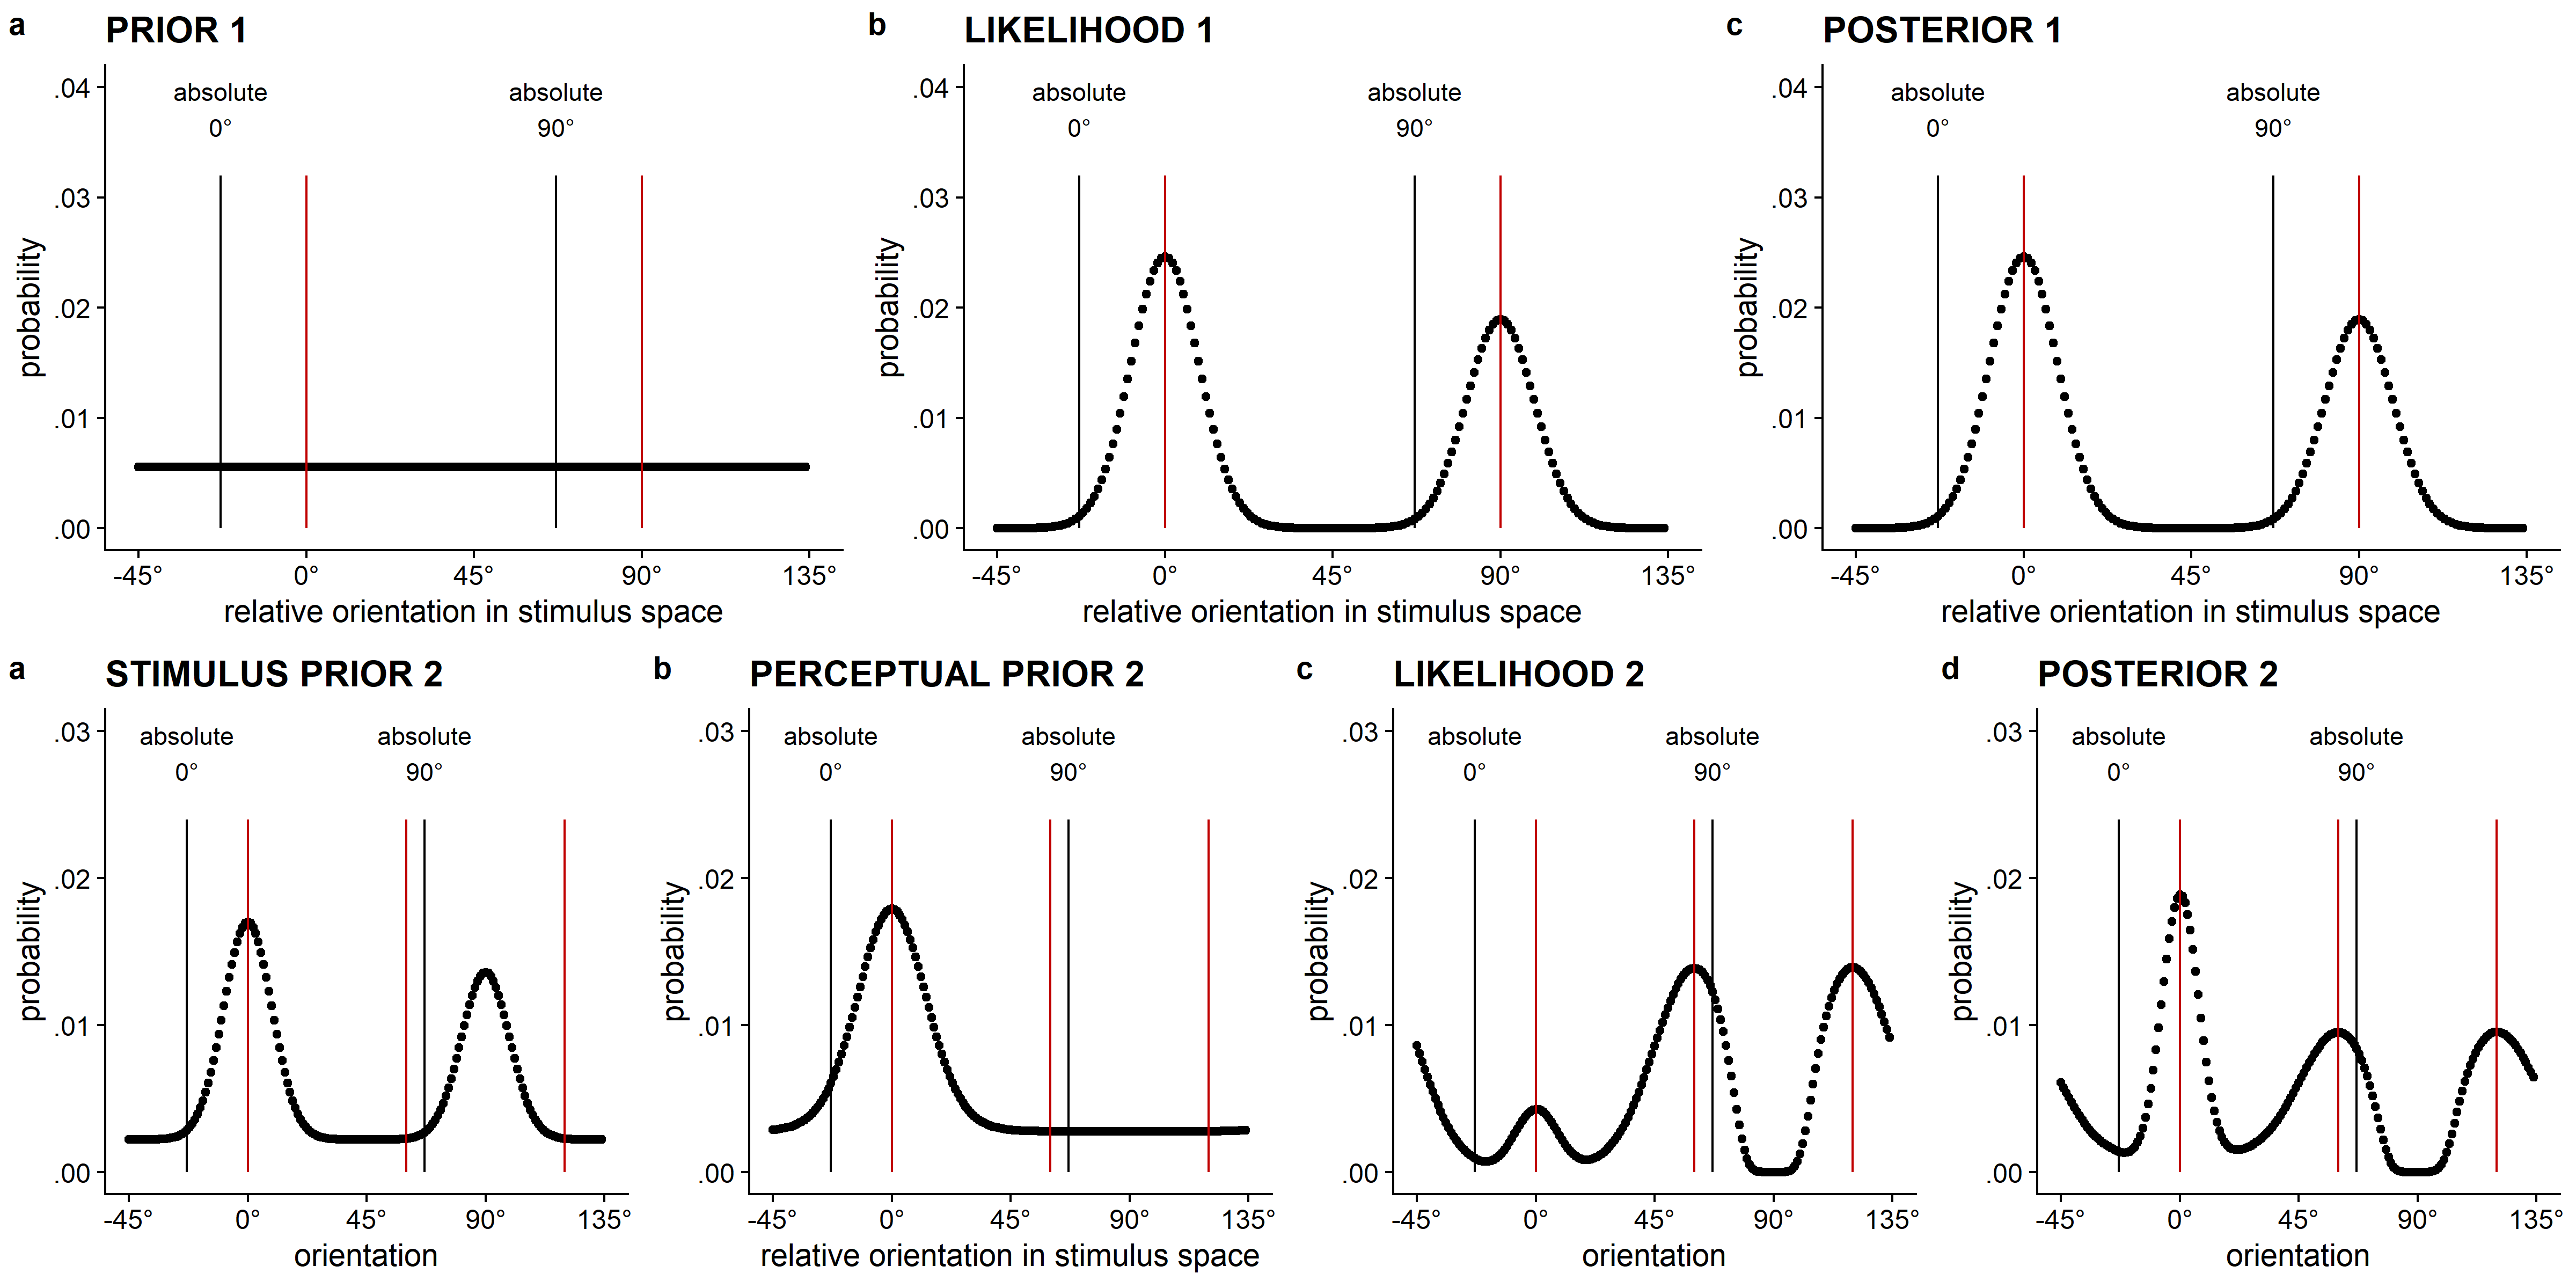 a PRIOR 1
absolute absolute
0° 90°
.04
.03
.02
.01
.00
probability
-45° 0° 45° 90° 135°
relative orientation in stimulus space
b LIKELIHOOD 1
absolute absolute
0° 90°
.04
.03
.02
.01
.00
probability
-45° 0° 45° 90° 135°
relative orientation in stimulus space
c POSTERIOR 1
absolute absolute
0° 90°
.04
.03
.02
.01
.00
probability
-45° 0° 45° 90° 135°
relative orientation in stimulus space
a STIMULUS PRIOR 2
absolute absolute
0° 90°
.03
.02
.01
.00
probability
-45° 0° 45° 90° 135°
orientation
b PERCEPTUAL PRIOR 2
absolute absolute
0° 90°
.03
.02
.01
.00
probability
-45° 0° 45° 90° 135°
relative orientation in stimulus space
c LIKELIHOOD 2
absolute absolute
0° 90°
.03
.02
.01
.00
probability
-45° 0° 45° 90° 135°
orientation
d POSTERIOR 2
absolute absolute
0° 90°
.03
.02
.01
.00
probability
-45° 0° 45° 90° 135°
orientation